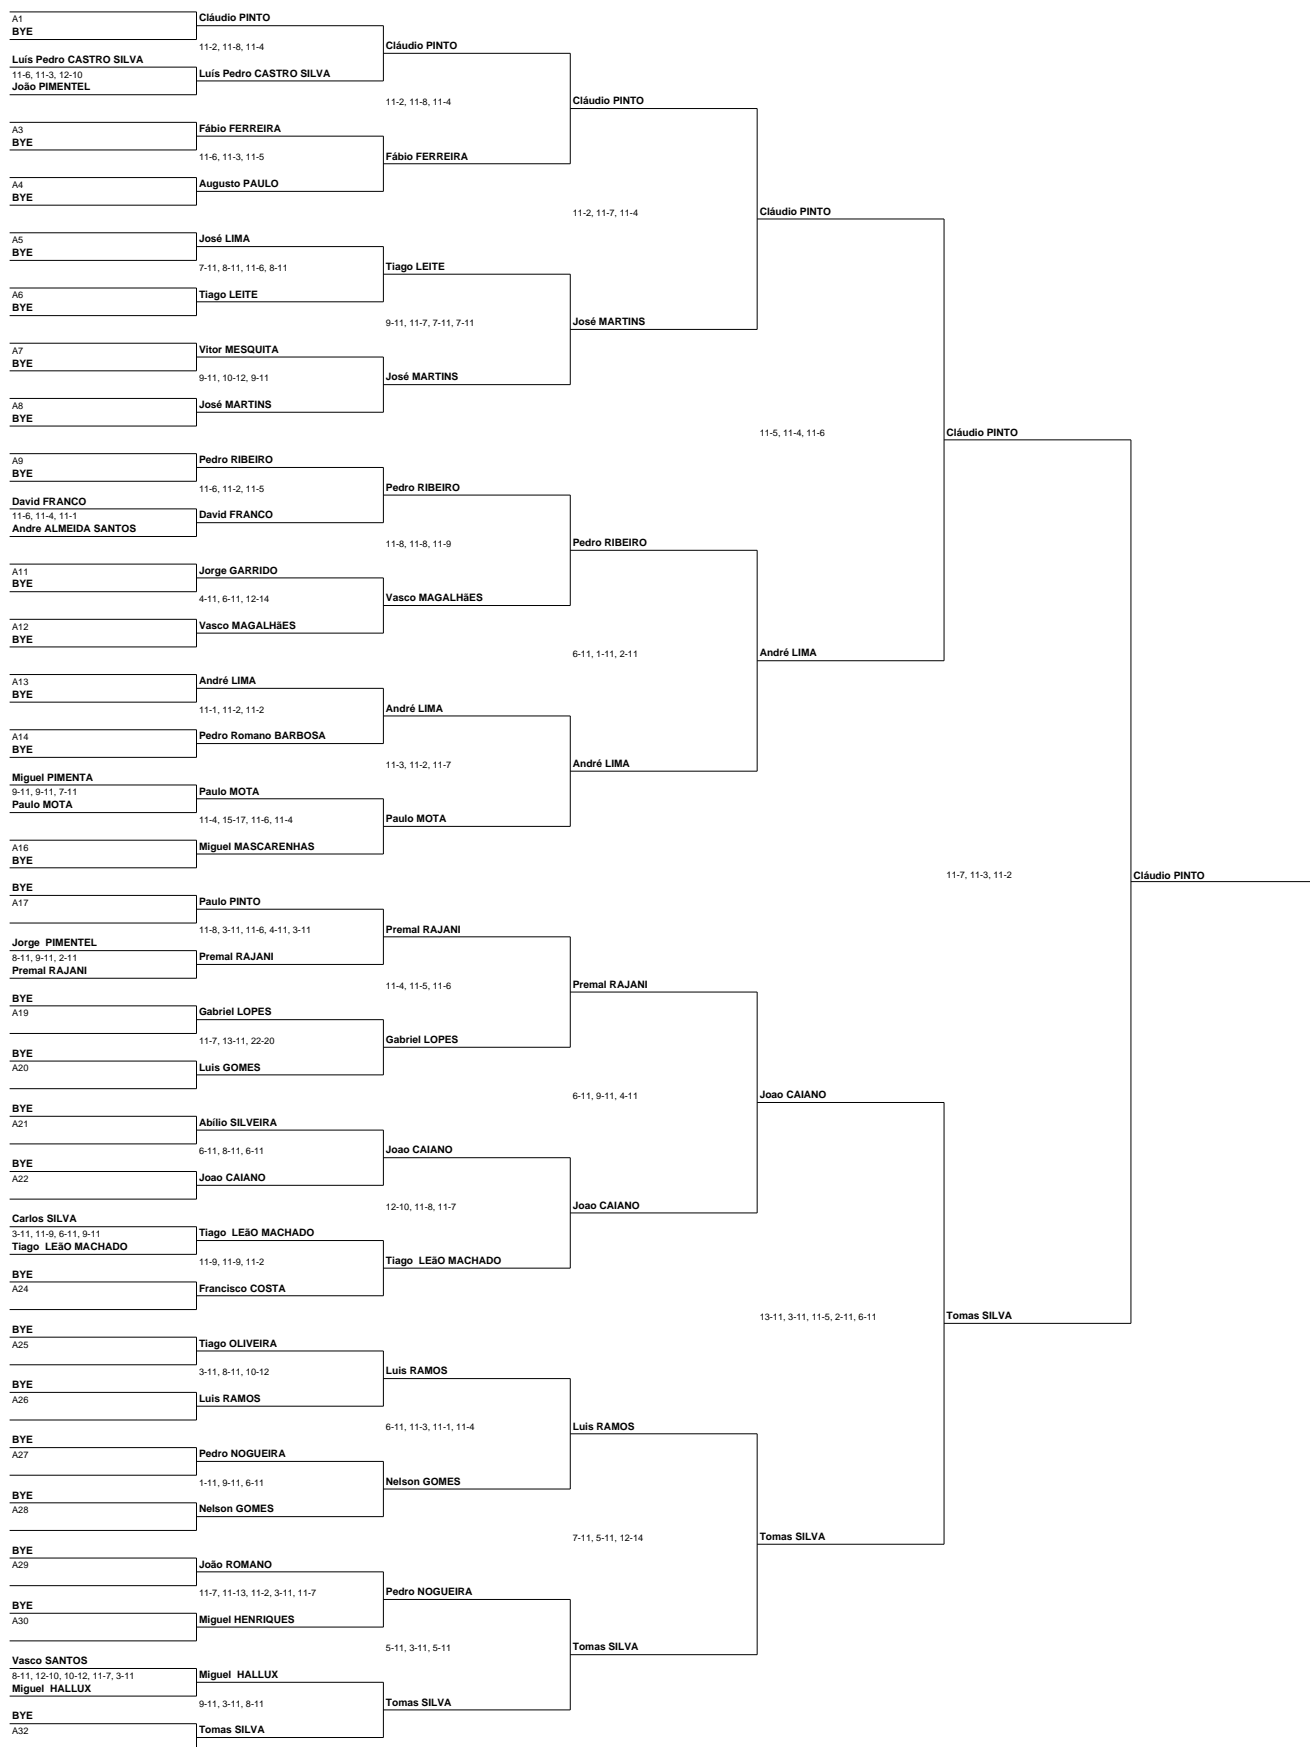 A1
BYE
Cláudio PINTO
11-2, 11-8, 11-4
Cláudio PINTO
Luís Pedro CASTRO SILVA
11-6, 11-3, 12-10
João PIMENTEL
Luís Pedro CASTRO SILVA
11-2, 11-8, 11-4
Cláudio PINTO
A3
BYE
Fábio FERREIRA
11-6, 11-3, 11-5
Fábio FERREIRA
A4
BYE
Augusto PAULO
11-2, 11-7, 11-4
Cláudio PINTO
A5
BYE
José LIMA
7-11, 8-11, 11-6, 8-11
Tiago LEITE
A6
BYE
Tiago LEITE
9-11, 11-7, 7-11, 7-11
José MARTINS
A7
BYE
Vitor MESQUITA
9-11, 10-12, 9-11
José MARTINS
A8
BYE
José MARTINS
11-5, 11-4, 11-6
Cláudio PINTO
A9
BYE
Pedro RIBEIRO
11-6, 11-2, 11-5
Pedro RIBEIRO
David FRANCO
11-6, 11-4, 11-1
Andre ALMEIDA SANTOS
David FRANCO
11-8, 11-8, 11-9
Pedro RIBEIRO
A11
BYE
Jorge GARRIDO
4-11, 6-11, 12-14
Vasco MAGALHãES
A12
BYE
Vasco MAGALHãES
6-11, 1-11, 2-11
André LIMA
A13
BYE
André LIMA
11-1, 11-2, 11-2
André LIMA
A14
BYE
Pedro Romano BARBOSA
11-3, 11-2, 11-7
André LIMA
Miguel PIMENTA
9-11, 9-11, 7-11
Paulo MOTA
Paulo MOTA
11-4, 15-17, 11-6, 11-4
Paulo MOTA
A16
BYE
Miguel MASCARENHAS
11-7, 11-3, 11-2
Cláudio PINTO
BYE
A17
Paulo PINTO
11-8, 3-11, 11-6, 4-11, 3-11
Premal RAJANI
Jorge  PIMENTEL
8-11, 9-11, 2-11
Premal RAJANI
Premal RAJANI
11-4, 11-5, 11-6
Premal RAJANI
BYE
A19
Gabriel LOPES
11-7, 13-11, 22-20
Gabriel LOPES
BYE
A20
Luis GOMES
6-11, 9-11, 4-11
Joao CAIANO
BYE
A21
Abílio SILVEIRA
6-11, 8-11, 6-11
Joao CAIANO
BYE
A22
Joao CAIANO
12-10, 11-8, 11-7
Joao CAIANO
Carlos SILVA
3-11, 11-9, 6-11, 9-11
Tiago  LEãO MACHADO
Tiago  LEãO MACHADO
11-9, 11-9, 11-2
Tiago  LEãO MACHADO
BYE
A24
Francisco COSTA
13-11, 3-11, 11-5, 2-11, 6-11
Tomas SILVA
BYE
A25
Tiago OLIVEIRA
3-11, 8-11, 10-12
Luis RAMOS
BYE
A26
Luis RAMOS
6-11, 11-3, 11-1, 11-4
Luis RAMOS
BYE
A27
Pedro NOGUEIRA
1-11, 9-11, 6-11
Nelson GOMES
BYE
A28
Nelson GOMES
7-11, 5-11, 12-14
Tomas SILVA
BYE
A29
João ROMANO
11-7, 11-13, 11-2, 3-11, 11-7
Pedro NOGUEIRA
BYE
A30
Miguel HENRIQUES
5-11, 3-11, 5-11
Tomas SILVA
Vasco SANTOS
8-11, 12-10, 10-12, 11-7, 3-11
Miguel  HALLUX
Miguel  HALLUX
9-11, 3-11, 8-11
Tomas SILVA
BYE
A32
Tomas SILVA